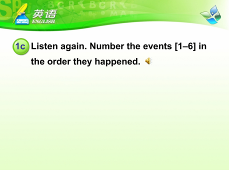 英语
ENGLISH
1c Listen again. Number the events [1–6] in
the order they happened.